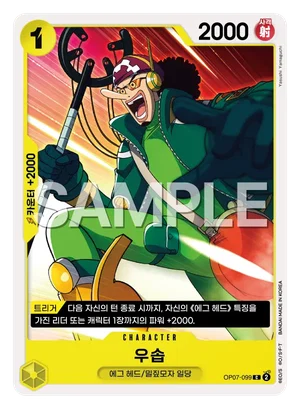 1
2000
사격
射
카운터 +2000
SAMPLE
트리거 다음 자신의 턴 종료 시까지, 자신의 《에그 헤드》 특징을
가진 리더 또는 캐릭터 1장까지의 파워 +2000.
CHARACTER
우솝
에그 헤드/밀짚모자 일당
OP07-099
2
BANDAI MADE IN KOREA